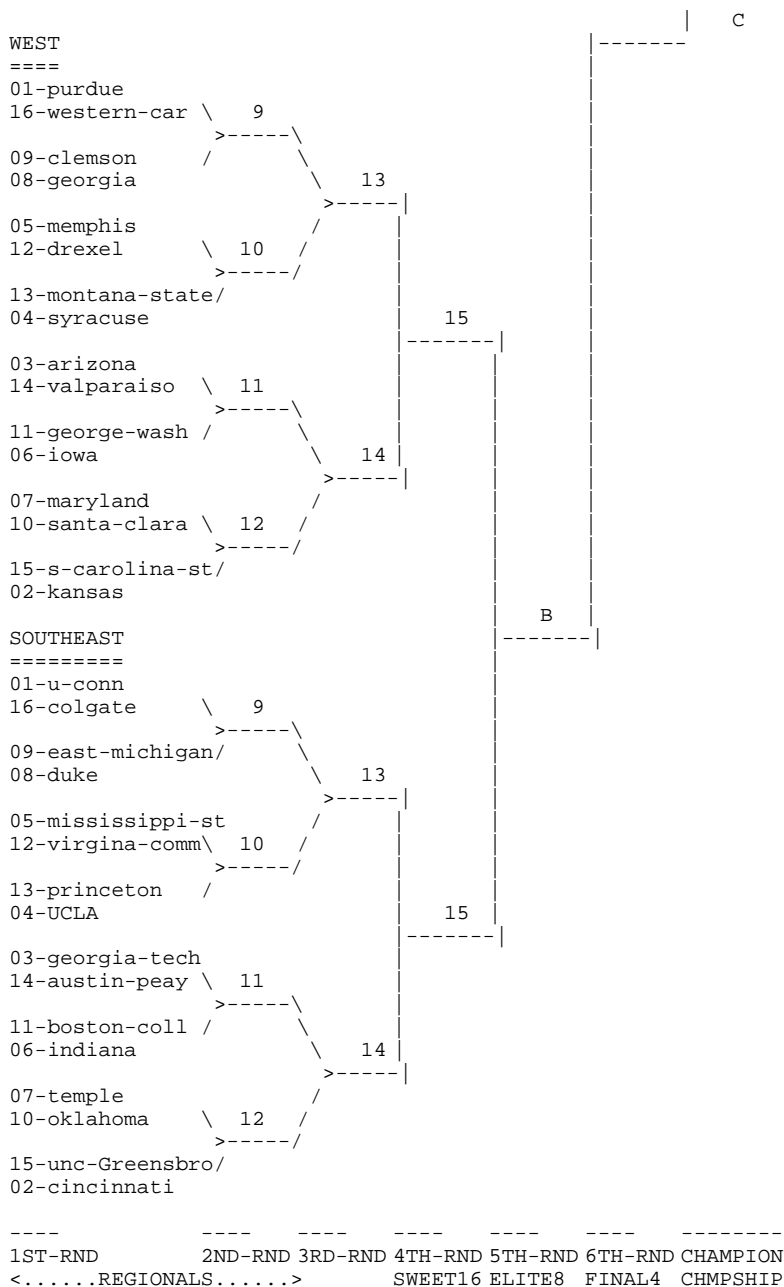 | C
WEST |-------
==== |
01-purdue |
16-western-car \ 9 |
>-----\ |
09-clemson / \ |
08-georgia \ 13 |
>-----| |
05-memphis / | |
12-drexel \ 10 / | |
>-----/ | |
13-montana-state/ | |
04-syracuse | 15 |
|-------| |
03-arizona | | |
14-valparaiso \ 11 | | |
>-----\ | | |
11-george-wash / \ | | |
06-iowa \ 14 | | |
>-----| | |
07-maryland / | |
10-santa-clara \ 12 / | |
>-----/ | |
15-s-carolina-st/ | |
02-kansas | |
| B |
SOUTHEAST |-------|
========= |
01-u-conn |
16-colgate \ 9 |
>-----\ |
09-east-michigan/ \ |
08-duke \ 13 |
>-----| |
05-mississippi-st / | |
12-virgina-comm\ 10 / | |
>-----/ | |
13-princeton / | |
04-UCLA | 15 |
|-------|
03-georgia-tech |
14-austin-peay \ 11 |
>-----\ |
11-boston-coll / \ |
06-indiana \ 14 |
>-----|
07-temple /
10-oklahoma \ 12 /
>-----/
15-unc-Greensbro/
02-cincinnati
---- ---- ---- ---- ---- ---- --------
1ST-RND 2ND-RND 3RD-RND 4TH-RND 5TH-RND 6TH-RND CHAMPION
<......REGIONALS......> SWEET16 ELITE8 FINAL4 CHMPSHIP